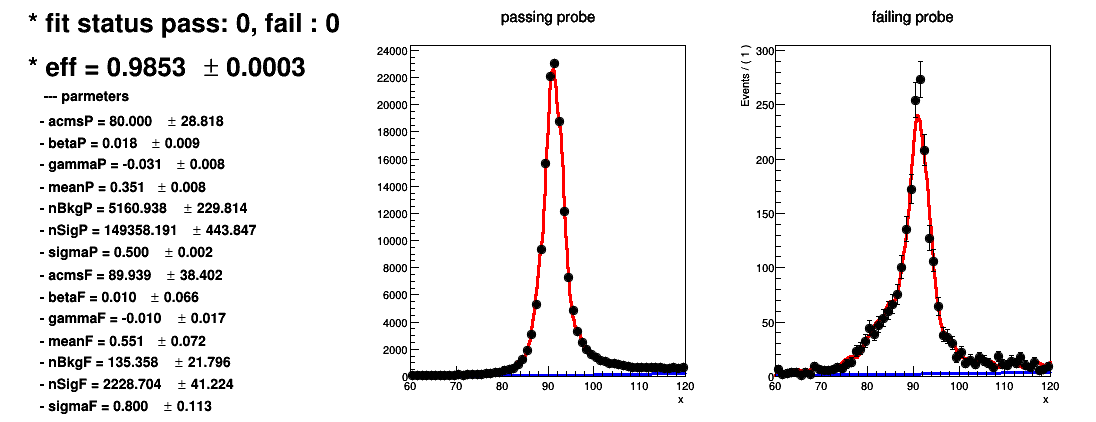 * fit status pass: 0, fail : 0
* eff = 0.9853 ± 0.0003
--- parmeters
- acmsP = 80.000 ± 28.818
- betaP = 0.018 ± 0.009
- gammaP = -0.031 ± 0.008
- meanP = 0.351 ± 0.008
- nBkgP = 5160.938 ± 229.814
- nSigP = 149358.191 ± 443.847
- sigmaP = 0.500 ± 0.002
- acmsF = 89.939 ± 38.402
- betaF = 0.010 ± 0.066
- gammaF = -0.010 ± 0.017
- meanF = 0.551 ± 0.072
- nBkgF = 135.358 ± 21.796
- nSigF = 2228.704 ± 41.224
- sigmaF = 0.800 ± 0.113
passing probe
24000
22000
20000
18000
16000
14000
12000
10000
8000
6000
4000
2000
0
60 70 80 90 100 110 120
x
failing probe
Events / ( 1 )
300
250
200
150
100
50
0
60 70 80 90 100 110 120
x